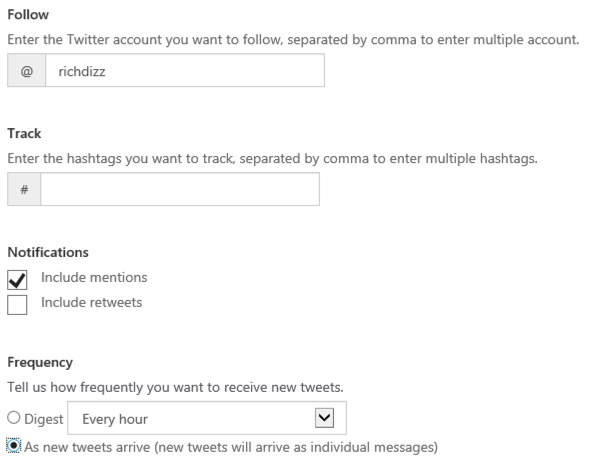 Follow
Enter the Twitter account you want to follow, separated by comma to enter multiple account.
@ richdizz
Track
Enter the hashtags you want to track, separated by comma to enter multiple hashtags.
#
Notifications
Include mentions
Include retweets
Frequency
Tell us how frequently you want to receive new tweets.
Digest Every hour
As new tweets arrive (new tweets will arrive as individual messages)